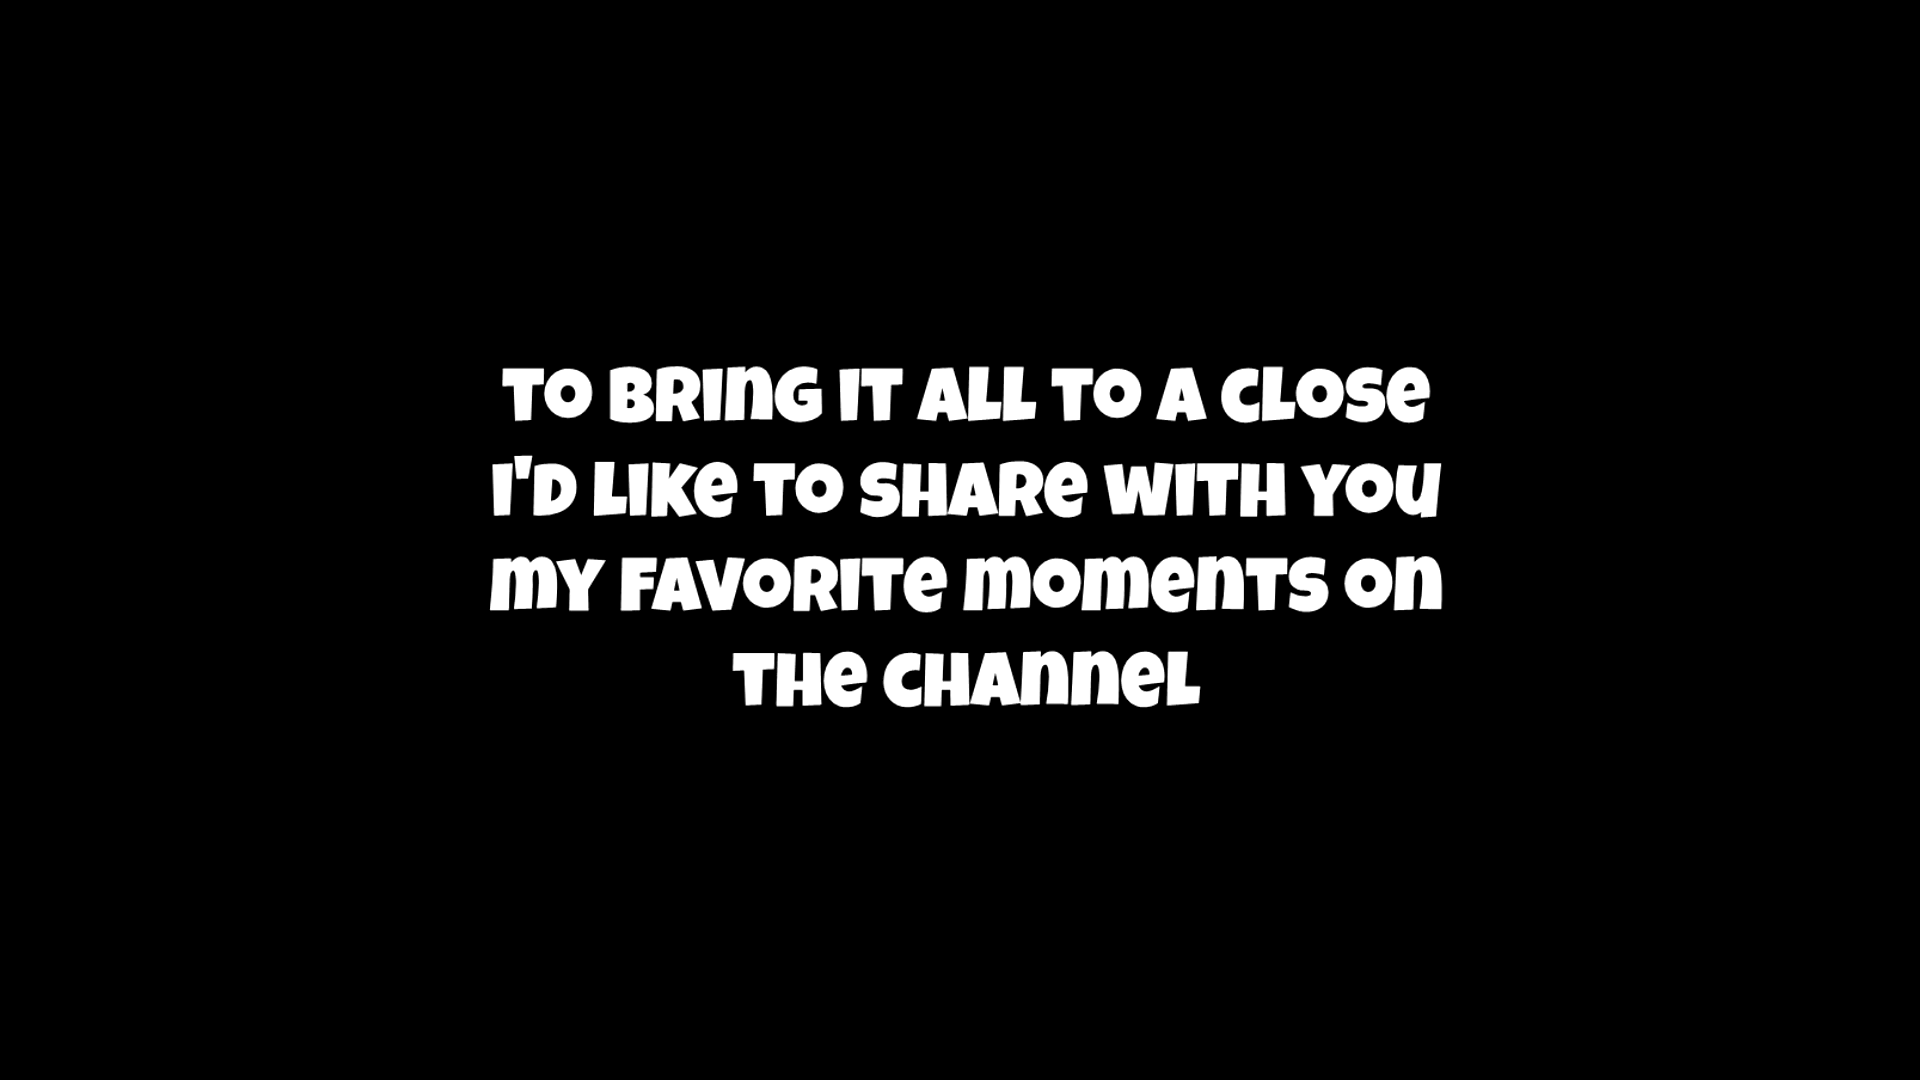 To bring it all to a close
I'd like to share with you
my favorite moments on
the channel